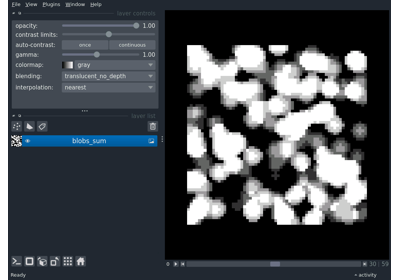 File View Plugins Window Help
layer controls
opacity: 1.00
contrast limits:
auto-contrast: once continuous
gamma: 1.00
colormap: gray
blending: translucent_no_depth
interpolation: nearest
layer list
blobs_sum
30 59
Ready
activity